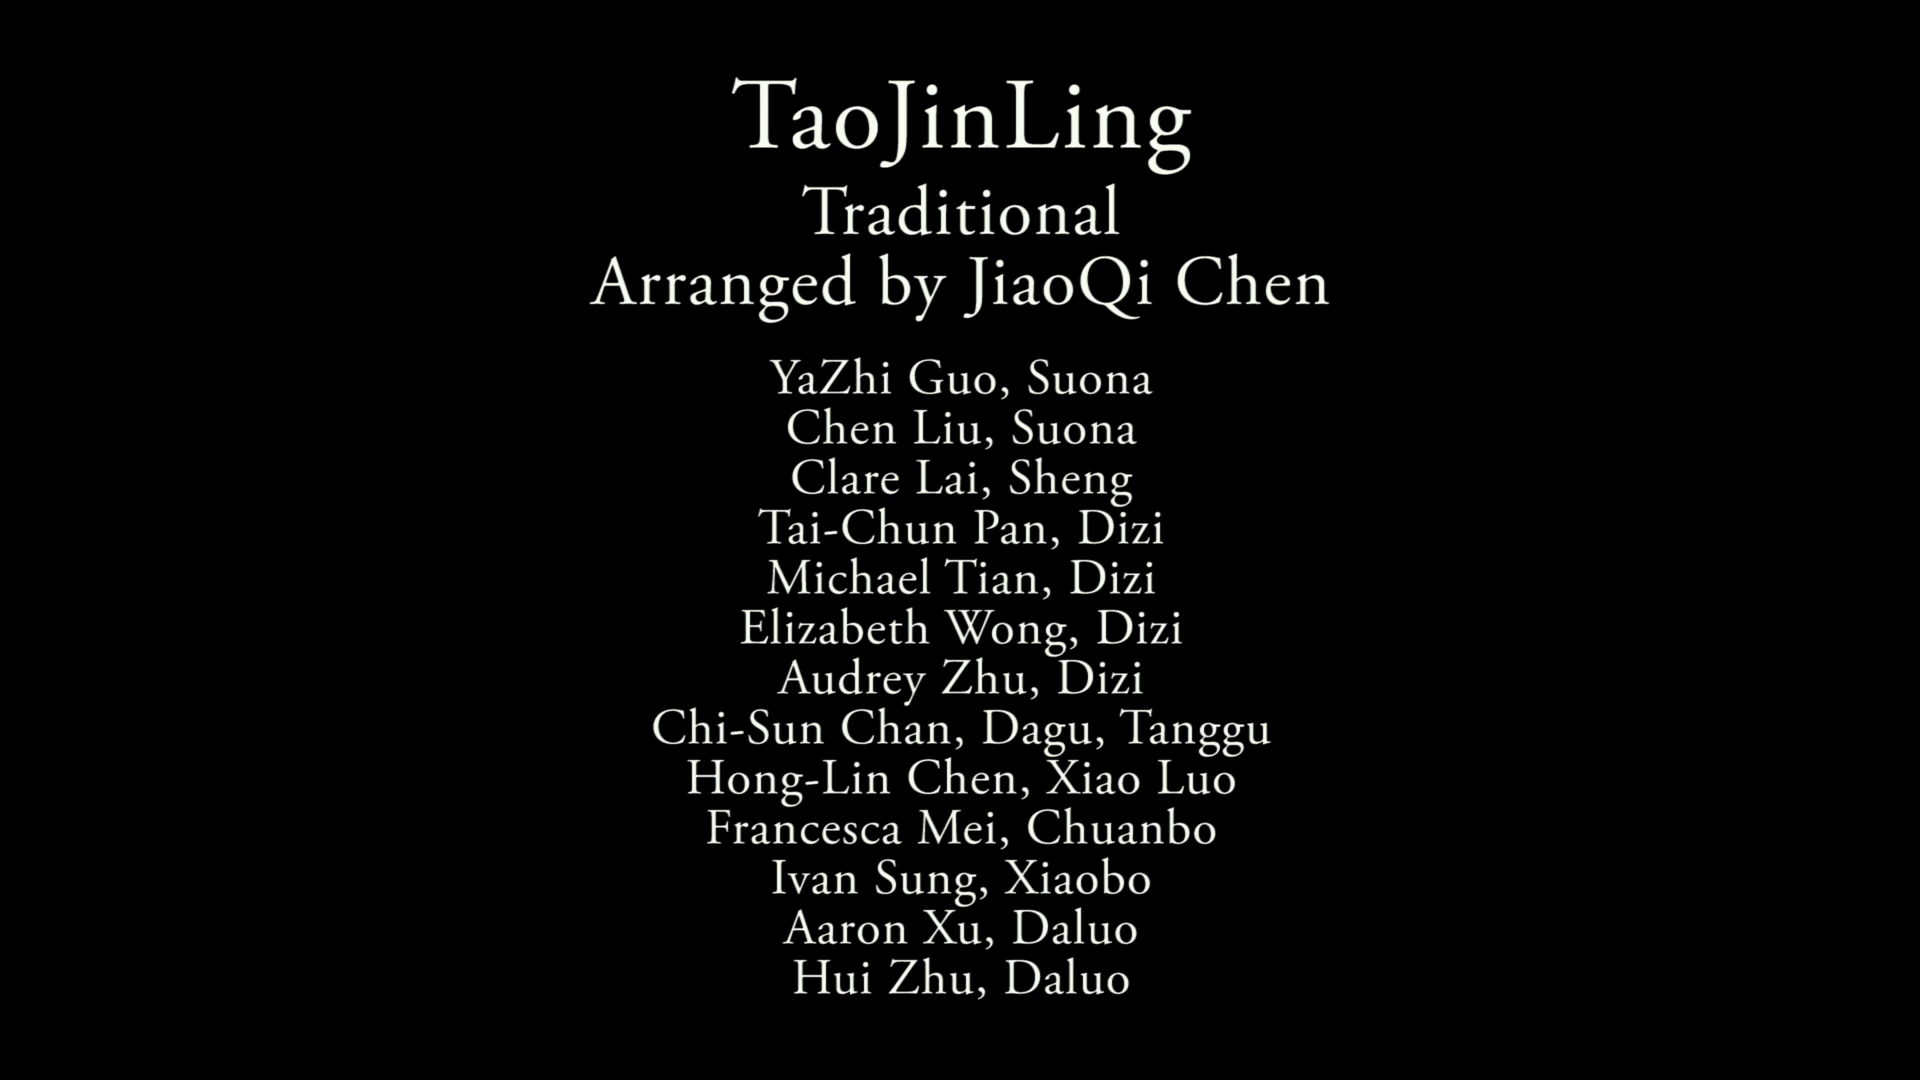 TaoJinLing
Traditional
Arranged by JiaoQi Chen
YaZhi Guo, Suona
Chen Liu, Suona
Clare Lai, Sheng
Tai-Chun Pan, Dizi
Michael Tian, Dizi
Elizabeth Wong, Dizi
Audrey Zhu, Dizi
Chi-Sun Chan, Dagu, Tanggu
Hong-Lin Chen, Xiao Luo
Francesca Mei, Chuanbo
Ivan Sung, Xiaobo
Aaron Xu, Daluo
Hui Zhu, Daluo